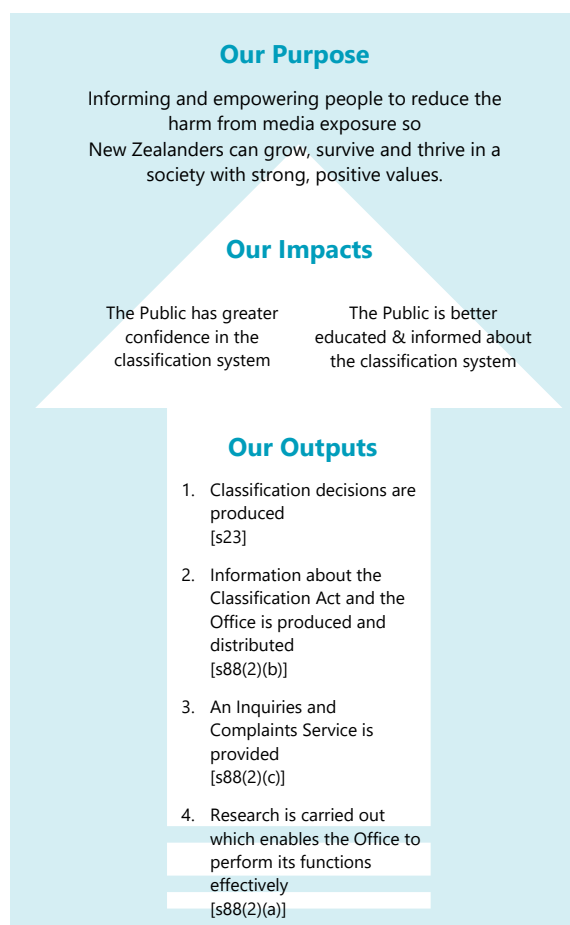 Our Purpose
Informing and empowering people to reduce the
harm from media exposure so
New Zealanders can grow, survive and thrive in a
society with strong, positive values.
Our Impacts
The Public has greater
confidence in the
classification system
The Public is better
educated & informed about
the classification system
Our Outputs
1. Classification decisions are
produced
[s23]
2. Information about the
Classification Act and the
Office is produced and
distributed
[s88(2)(b)]
3. An Inquiries and
Complaints Service is
provided
[s88(2)(c)]
4. Research is carried out
which enables the Office to
perform its functions
effectively
[s88(2)(a)]